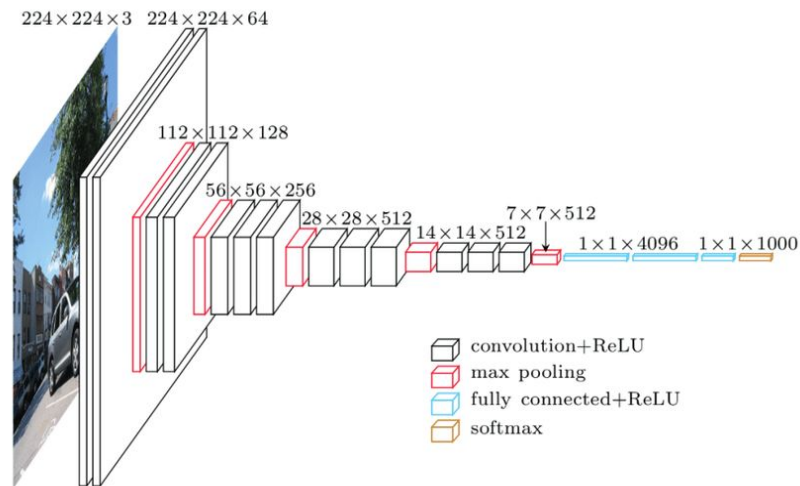 224×224×3
224×224×64
112×112×128
56×56×256
28×28×512
14×14×512
7×7×512
1×1×4096
1×1×1000
convolution+ReLU
max pooling
fully connected+ReLU
softmax